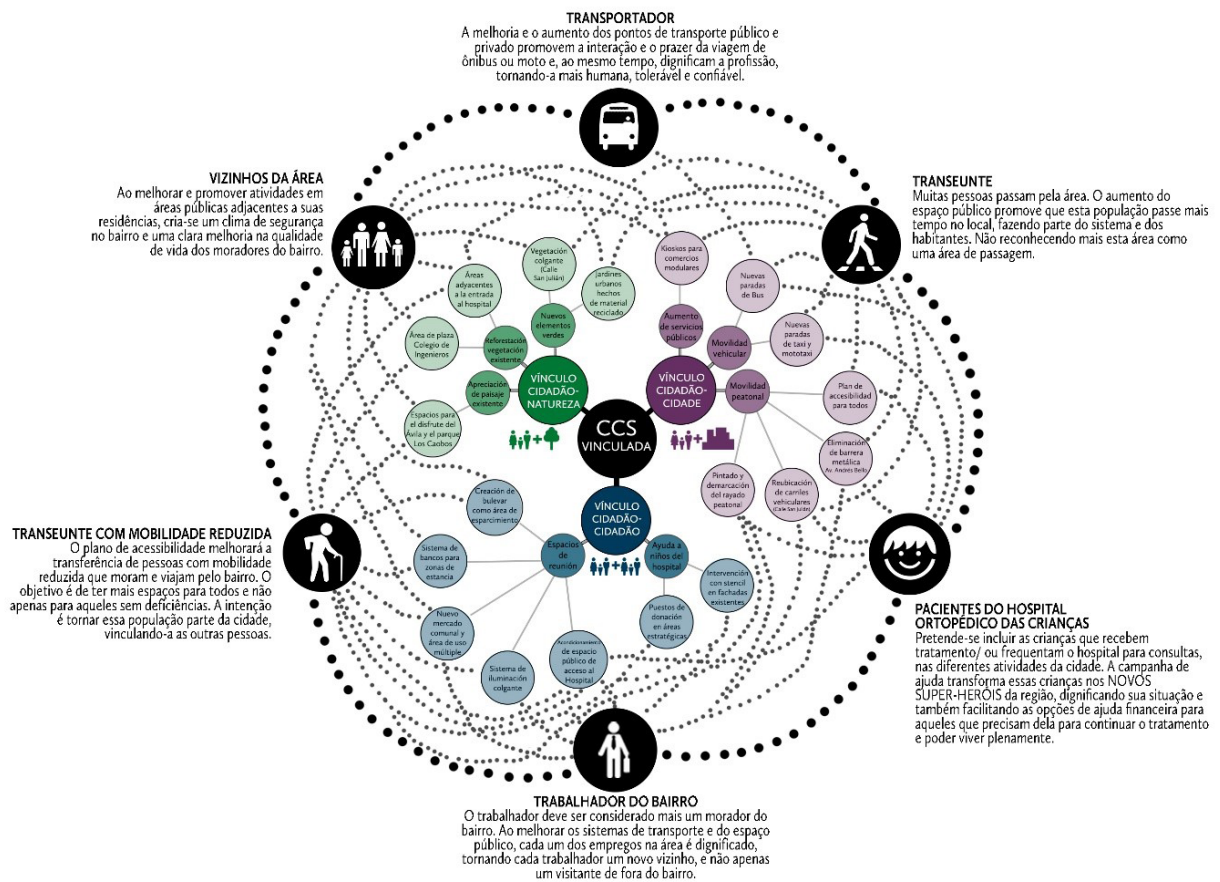 TRANSPORTADOR
A melhoria e o aumento dos pontos de transporte público e
privado promovem a interação e o prazer da viagem de
ônibus ou moto e, ao mesmo tempo, dignificam a profissão,
tornando-a mais humana, tolerável e confiável.
VIZINHOS DA ÁREA
Ao melhorar e promover atividades em
áreas públicas adjacentes a suas
residências, cria-se um clima de segurança
no bairro e uma clara melhoria na qualidade
de vida dos moradores do bairro.
TRANSEUNTE
Muitas pessoas passam pela área. O aumento do
espaço público promove que esta população passe mais
tempo no local, fazendo parte do sistema e dos
habitantes. Não reconhecendo mais esta área como
uma área de passagem.
Vegetación
colgante
(Calle
San Julián)
Jardines
urbanos
hechos
de material
reciclado
Áreas
adyacentes
a la entrada
al hospital
Nuevos
elementos
verdes
Área de plaza
Colegio de
Ingenieros
Reforestación
vegetación
existente
Apreciación
de paisaje
existente
Espacios para
el disfrute del
Ávila y el parque
Los Caobos
VÍNCULO
CIDADÃO-
NATUREZA
Kioskos para
comercios
modulares
Nuevas
paradas
de Bus
Aumento
de servicios
públicos
Movilidad
vehicular
Nuevas
paradas
de taxi y
mototaxi
VÍNCULO
CIDADÃO-
CIDADE
Movilidad
peatonal
Plan de
accesibilidad
para todos
Eliminación
de barrera
metálica
Av. Andrés Bello
Reubicación
de carriles
vehiculares
(Calle San Julián)
Pintado y
demarcación
del rayado
peatonal
CCS
VINCULADA
VÍNCULO
CIDADÃO-
CIDADÃO
Creación de
bulevar
como área de
esparcimiento
Espacios
de
reunión
Ayuda a
niños del
hospital
Sistema de
bancos para
zonas de
estancia
Intervención
con stencil
en fachadas
existentes
Puestos de
donación
en áreas
estratégicas.
Nuevo
mercado
comunal y
área de uso
múltiple
Sistema de
iluminación
colgante
Acondicionamiento
de espacio
público de
acceso al
Hospital
TRANSEUNTE COM MOBILIDADE REDUZIDA
O plano de acessibilidade melhorará a
transferência de pessoas com mobilidade
reduzida que moram e viajam pelo bairro. O
objetivo é de ter mais espaços para todos e não
apenas para aqueles sem deficiências. A intenção
é tornar essa população parte da cidade,
vinculando-a as outras pessoas.
PACIENTES DO HOSPITAL
ORTOPÉDICO DAS CRIANÇAS
Pretende-se incluir as crianças que recebem
tratamento/ ou frequentam o hospital para consultas,
nas diferentes atividades da cidade. A campanha de
ajuda transforma essas crianças nos NOVOS
SUPER-HERÓIS da região, dignificando sua situação e
também facilitando as opções de ajuda financeira para
aqueles que precisam dela para continuar o tratamento
e poder viver plenamente.
TRABALHADOR DO BAIRRO
O trabalhador deve ser considerado mais um morador do
bairro. Ao melhorar os sistemas de transporte e do espaço
público, cada um dos empregos na área é dignificado,
tornando cada trabalhador um novo vizinho, e não apenas
um visitante de fora do bairro.